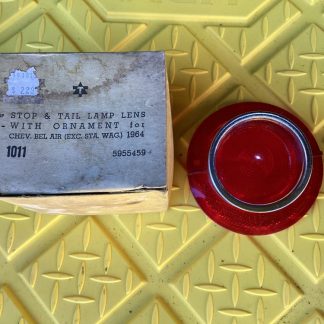 STOP & TAIL LAMP LENS
- WITH ORNAMENT for
CHEV. BEL AIR (EXC. STA. WAG.) 1964
1011 5955459